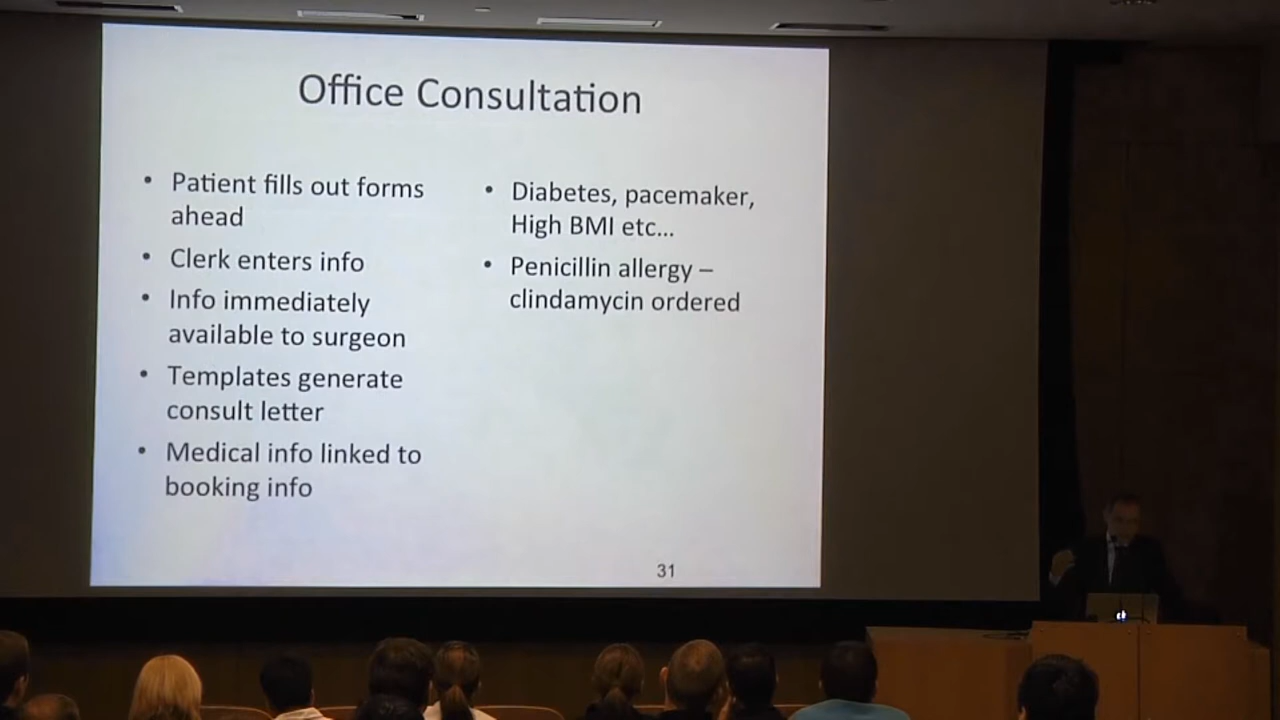 Office Consultation
• Patient fills out forms
ahead
• Clerk enters info
• Info immediately
available to surgeon
• Templates generate
consult letter
• Medical info linked to
booking info
• Diabetes, pacemaker,
High BMI etc...
• Penicillin allergy –
clindamycin ordered
31